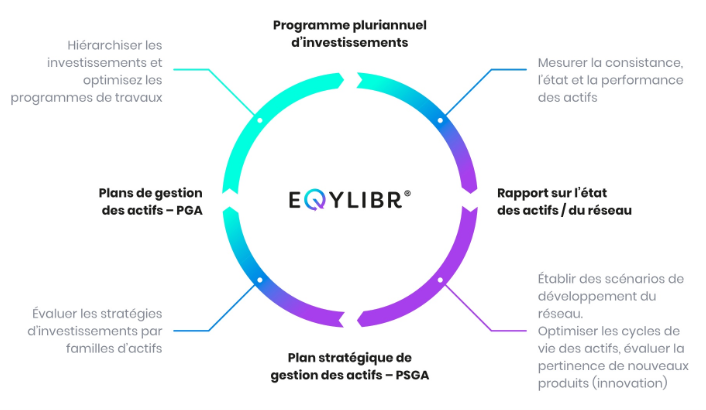 Programme pluriannuel
d'investissements
Hiérarchiser les
investissements et
optimisez les
programmes de travaux
Mesurer la consistance,
l'état et la performance
des actifs
Plans de gestion
des actifs – PGA
EQYLIBR®
Rapport sur l'état
des actifs / du réseau
Évaluer les stratégies
d'investissements par
familles d'actifs
Établir des scénarios de
développement du
réseau.
Optimiser les cycles de
vie des actifs, évaluer la
pertinence de nouveaux
produits (innovation)
Plan stratégique de
gestion des actifs – PSGA